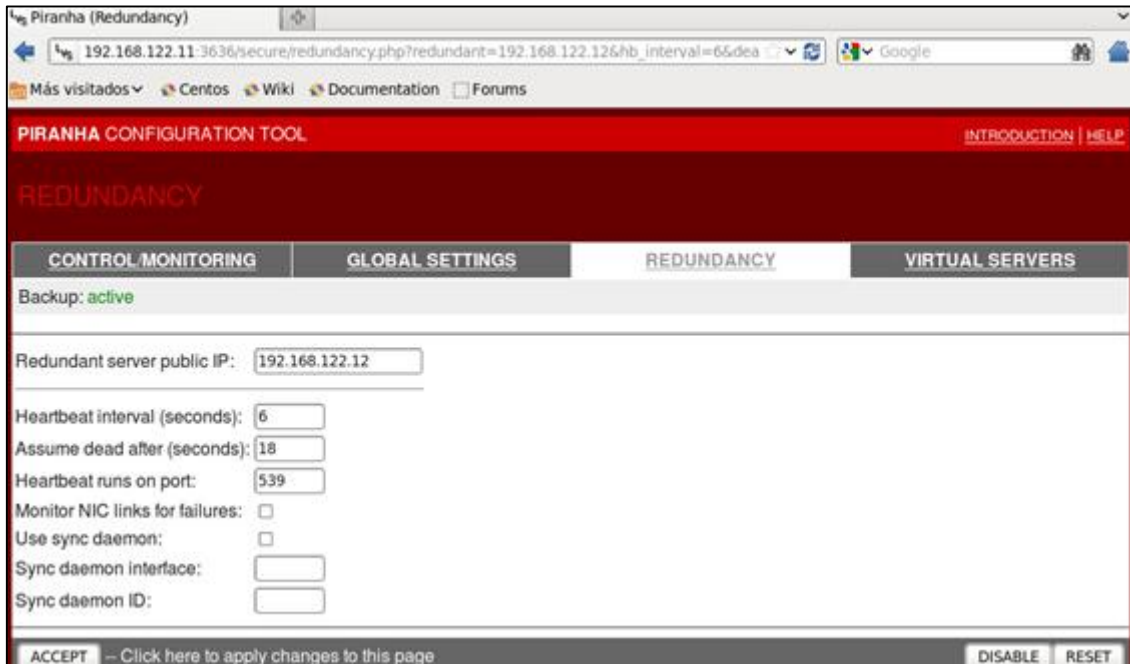 Piranha (Redundancy)
192.168.122.11:3636/secure/redundancy.php?redundant=192.168.122.12&hb_interval=6&dea Google
Más visitados Centos Wiki Documentation Forums
PIRANHA CONFIGURATION TOOL INTRODUCTION | HELP
REDUNDANCY
CONTROL/MONITORING GLOBAL SETTINGS REDUNDANCY VIRTUAL SERVERS
Backup: active
Redundant server public IP: 192.168.122.12
Heartbeat interval (seconds): 6
Assume dead after (seconds): 18
Heartbeat runs on port: 539
Monitor NIC links for failures:
Use sync daemon:
Sync daemon interface:
Sync daemon ID:
ACCEPT -- Click here to apply changes to this page DISABLE RESET